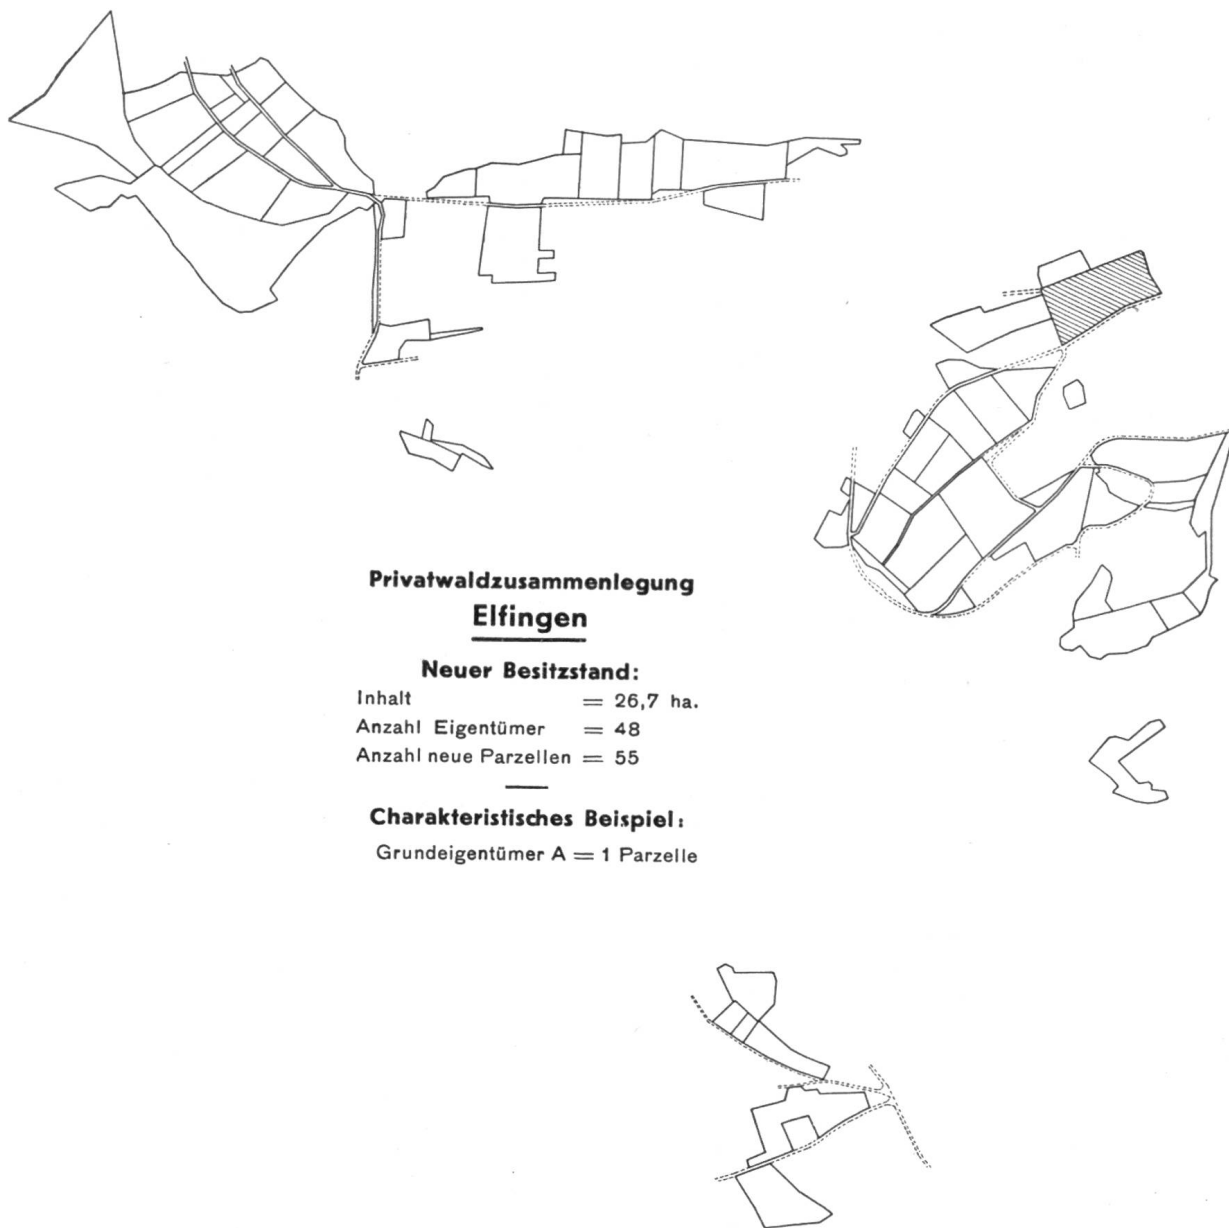 Privatwaldzusammenlegung
Elfingen
Neuer Besitzstand:
Inhalt = 26,7 ha.
Anzahl Eigentümer = 48
Anzahl neue Parzellen = 55
Charakteristisches Beispiel:
Grundeigentümer A = 1 Parzelle